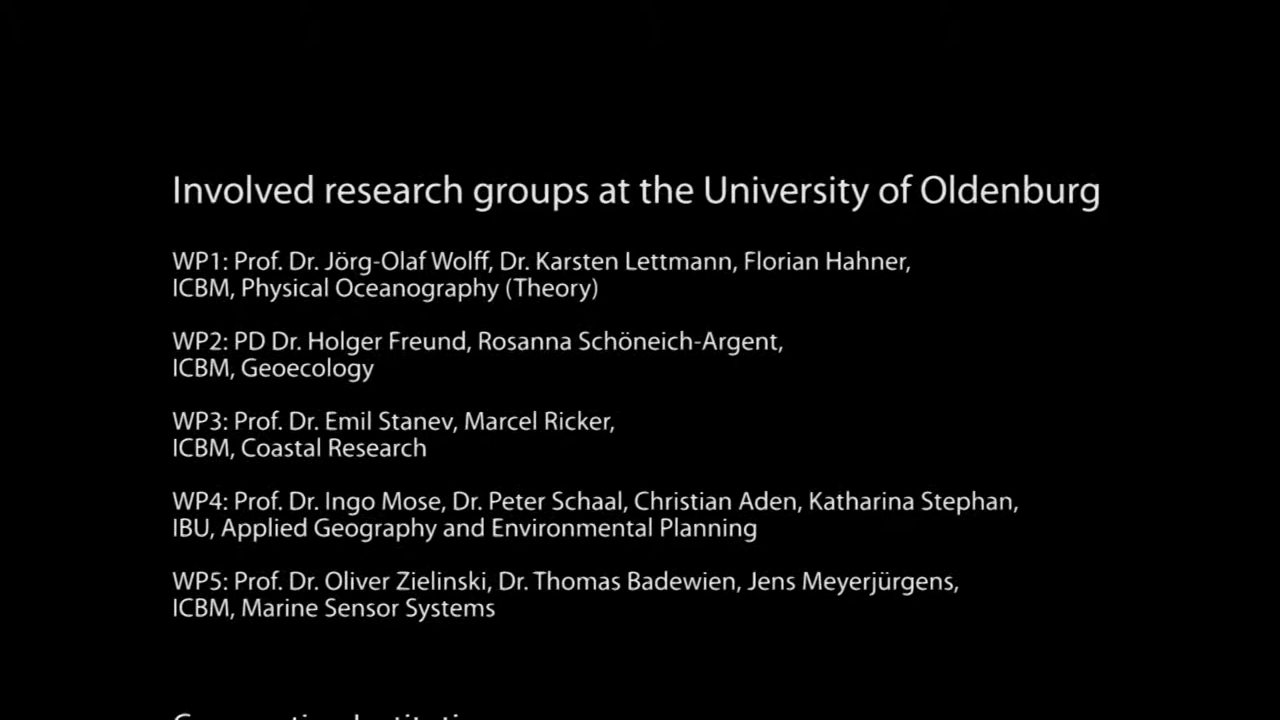 Involved research groups at the University of Oldenburg
WP1: Prof. Dr. Jörg-Olaf Wolff, Dr. Karsten Lettmann, Florian Hahner,
ICBM, Physical Oceanography (Theory)
WP2: PD Dr. Holger Freund, Rosanna Schöneich-Argent,
ICBM, Geoecology
WP3: Prof. Dr. Emil Stanev, Marcel Ricker,
ICBM, Coastal Research
WP4: Prof. Dr. Ingo Mose, Dr. Peter Schaal, Christian Aden, Katharina Stephan,
IBU, Applied Geography and Environmental Planning
WP5: Prof. Dr. Oliver Zielinski, Dr. Thomas Badewien, Jens Meyerjürgens,
ICBM, Marine Sensor Systems